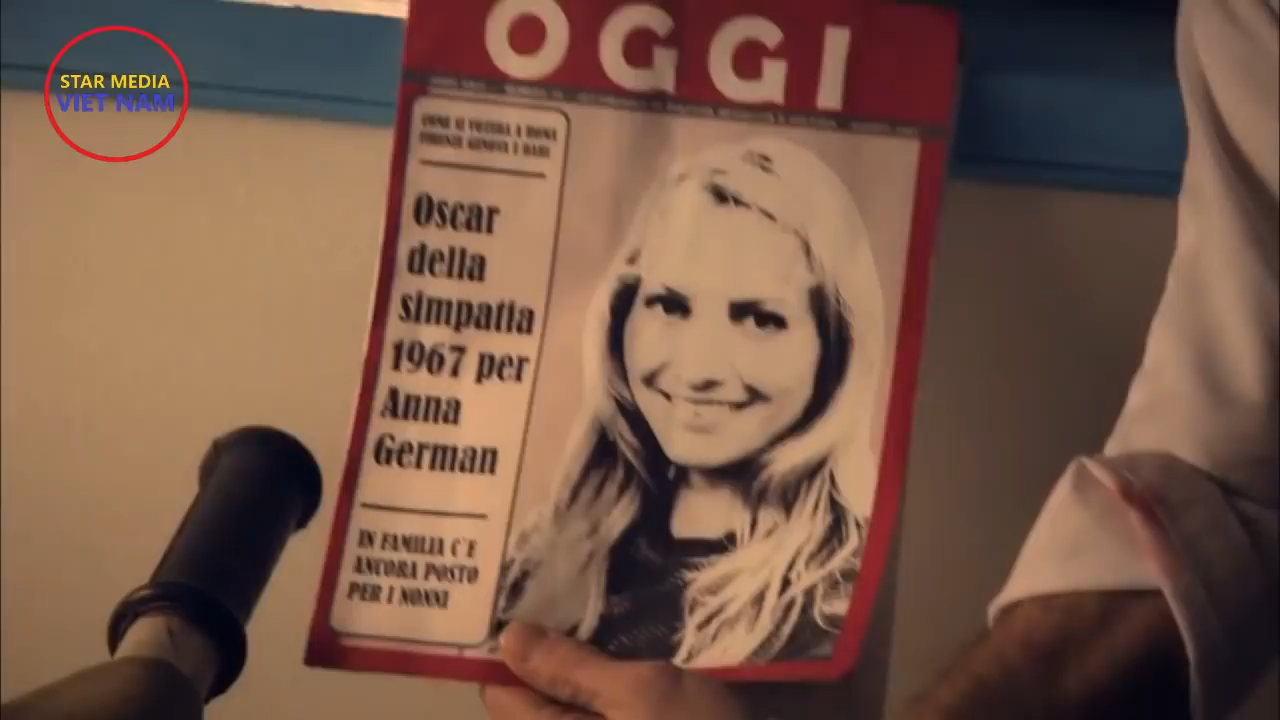 STAR MEDIA
VIET NAM
OGGI
COME SI VOTERA A ROMA
FIRENZE GENOVA E BARI
Oscar
della
simpatia
1967 per
Anna
German
IN FAMILIA C'E
ANCORA POSTO
PER I NONNI